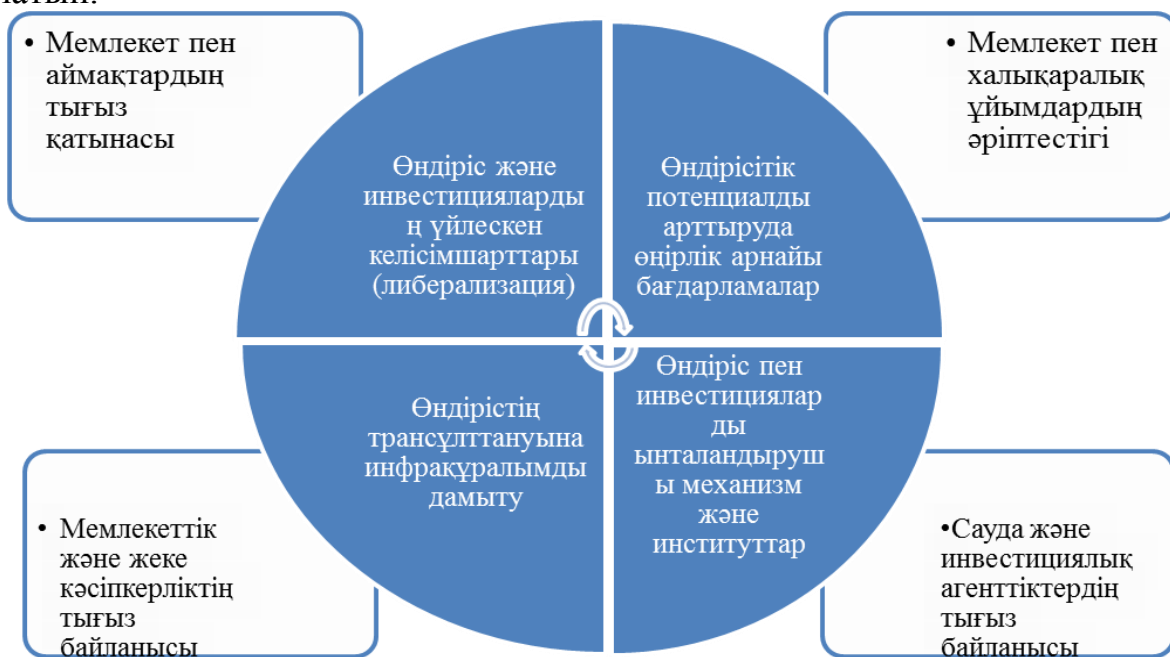 • Мемлекет пен
аймақтардың
тығыз
қатынасы
• Мемлекет пен
халықаралық
ұйымдардың
әріптестігі
Өндіріс және
инвестицияларды
ң үйлескен
келісімшарттары
(либерализация)
Өндірісітік
потенциалды
арттыруда
өңірлік арнайы
бағдарламалар
Өндірістің
трансұлттануына
инфрақұралымды
дамыту
Өндіріс пен
инвестициялар
ды
ынталандыруш
ы механизм
және
институттар
• Мемлекеттік
және жеке
кәсіпкерліктің
тығыз
байланысы
•Сауда және
инвестициялық
агенттіктердің
тығыз
байланысы